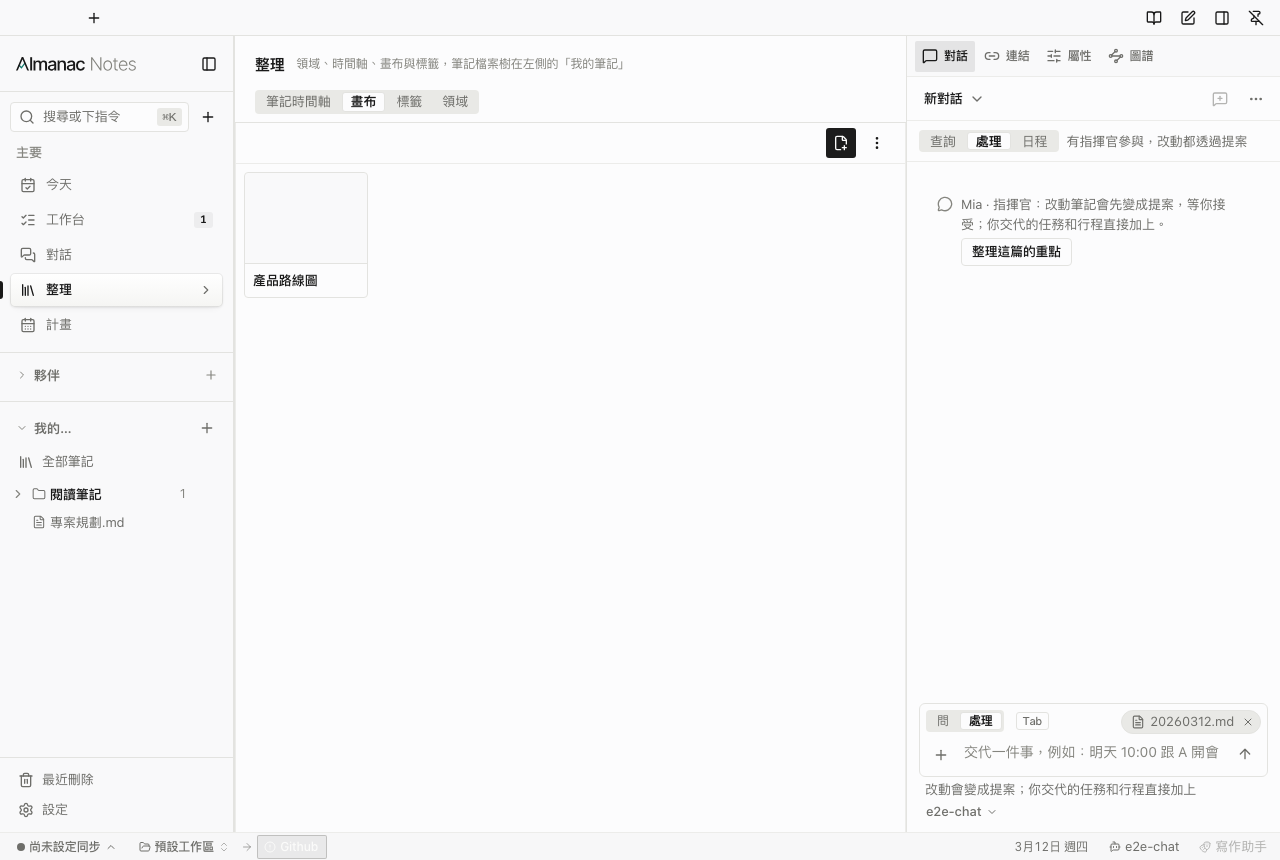 Almanac Notes
搜尋或下指令 ⌘K
主要
今天
工作台 1
對話
整理
計畫
夥伴
我的...
全部筆記
閱讀筆記 1
專案規劃.md
最近刪除
設定
整理 領域、時間軸、畫布與標籤，筆記檔案樹在左側的「我的筆記」
筆記時間軸 畫布 標籤 領域
產品路線圖
對話 連結 屬性 圖譜
新對話
查詢 處理 日程 有指揮官參與，改動都透過提案
Mia · 指揮官：改動筆記會先變成提案，等你接
受；你交代的任務和行程直接加上。
整理這篇的重點
問 處理 Tab 20260312.md
交代一件事，例如：明天 10:00 跟 A 開會
改動會變成提案；你交代的任務和行程直接加上
e2e-chat
尚未設定同步 預設工作區 Github 3月12日 週四 e2e-chat 寫作助手